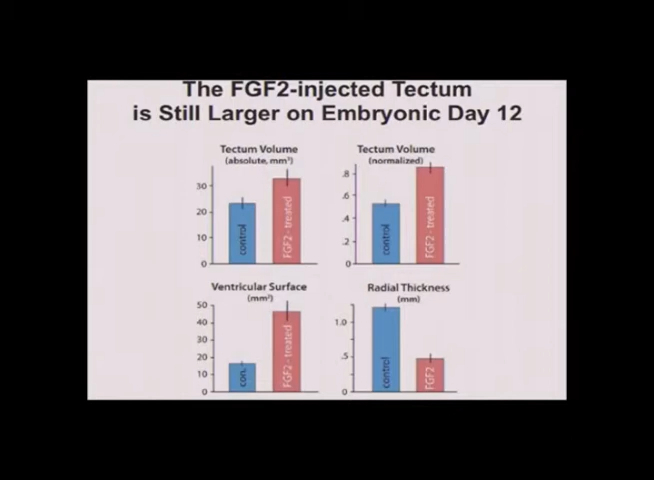 The FGF2-injected Tectum
is Still Larger on Embryonic Day 12
Tectum Volume
(absolute, mm³)
30
20
10
0
control
FGF2 - treated
Tectum Volume
(normalized)
.8
.6
.4
.2
0
control
FGF2 - treated
Ventricular Surface
(mm²)
50
40
30
20
10
0
con.
FGF2 - treated
Radial Thickness
(mm)
1.0
.5
0
control
FGF2